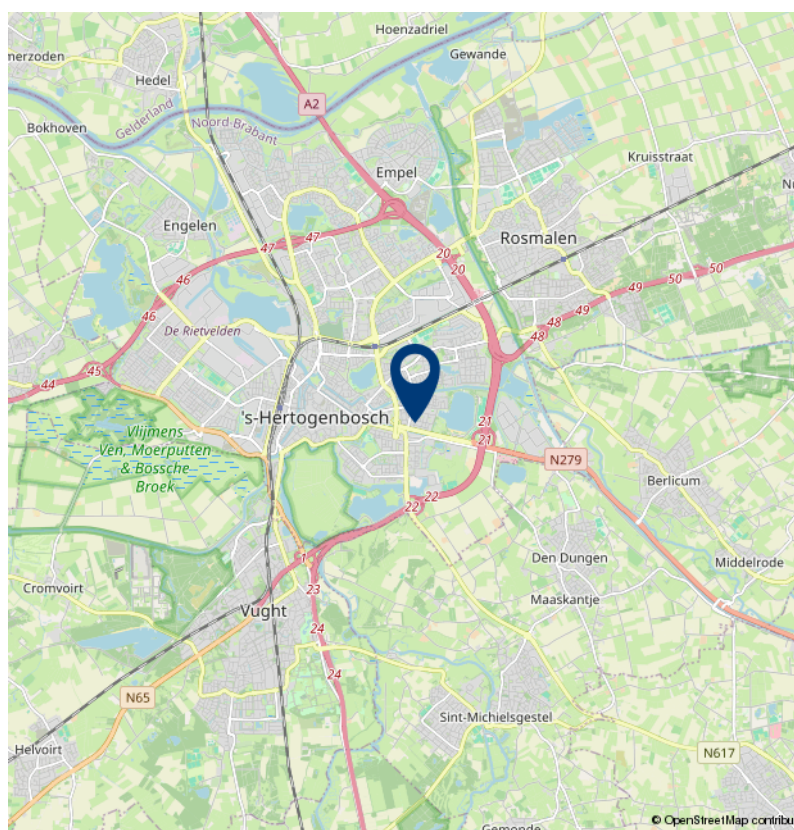 Hoenzadriel
merzoden
Gewande
Hedel
A2
Gelderland
Noord-Brabant
Bokhoven
Kruisstraat
Empel
Engelen
Rosmalen
47
47
20
20
46
46
50
50
49
49
48
48
De Rietvelden
45
44
's-Hertogenbosch
21
21
Vlijmens
Ven, Moerputten
& Bossche
Broek
N279
Berlicum
22
22
1
Den Dungen
Middelrode
Cromvoirt
23
Maaskantje
Vught
24
24
N65
Sint-Michielsgestel
Helvoirt
N617
© OpenStreetMap contribu